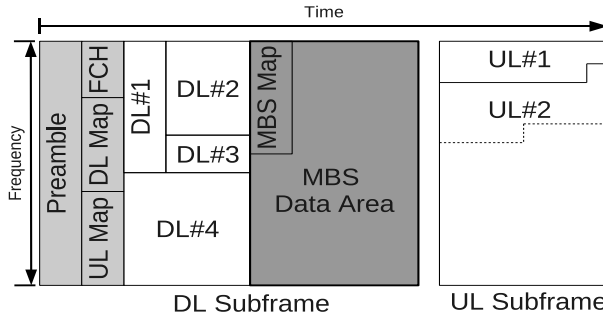 Time
Frequency
Preamble
FCH
DL Map
UL Map
DL#1
DL#2
DL#3
DL#4
MBS Map
MBS
Data Area
UL#1
UL#2
DL Subframe
UL Subframe